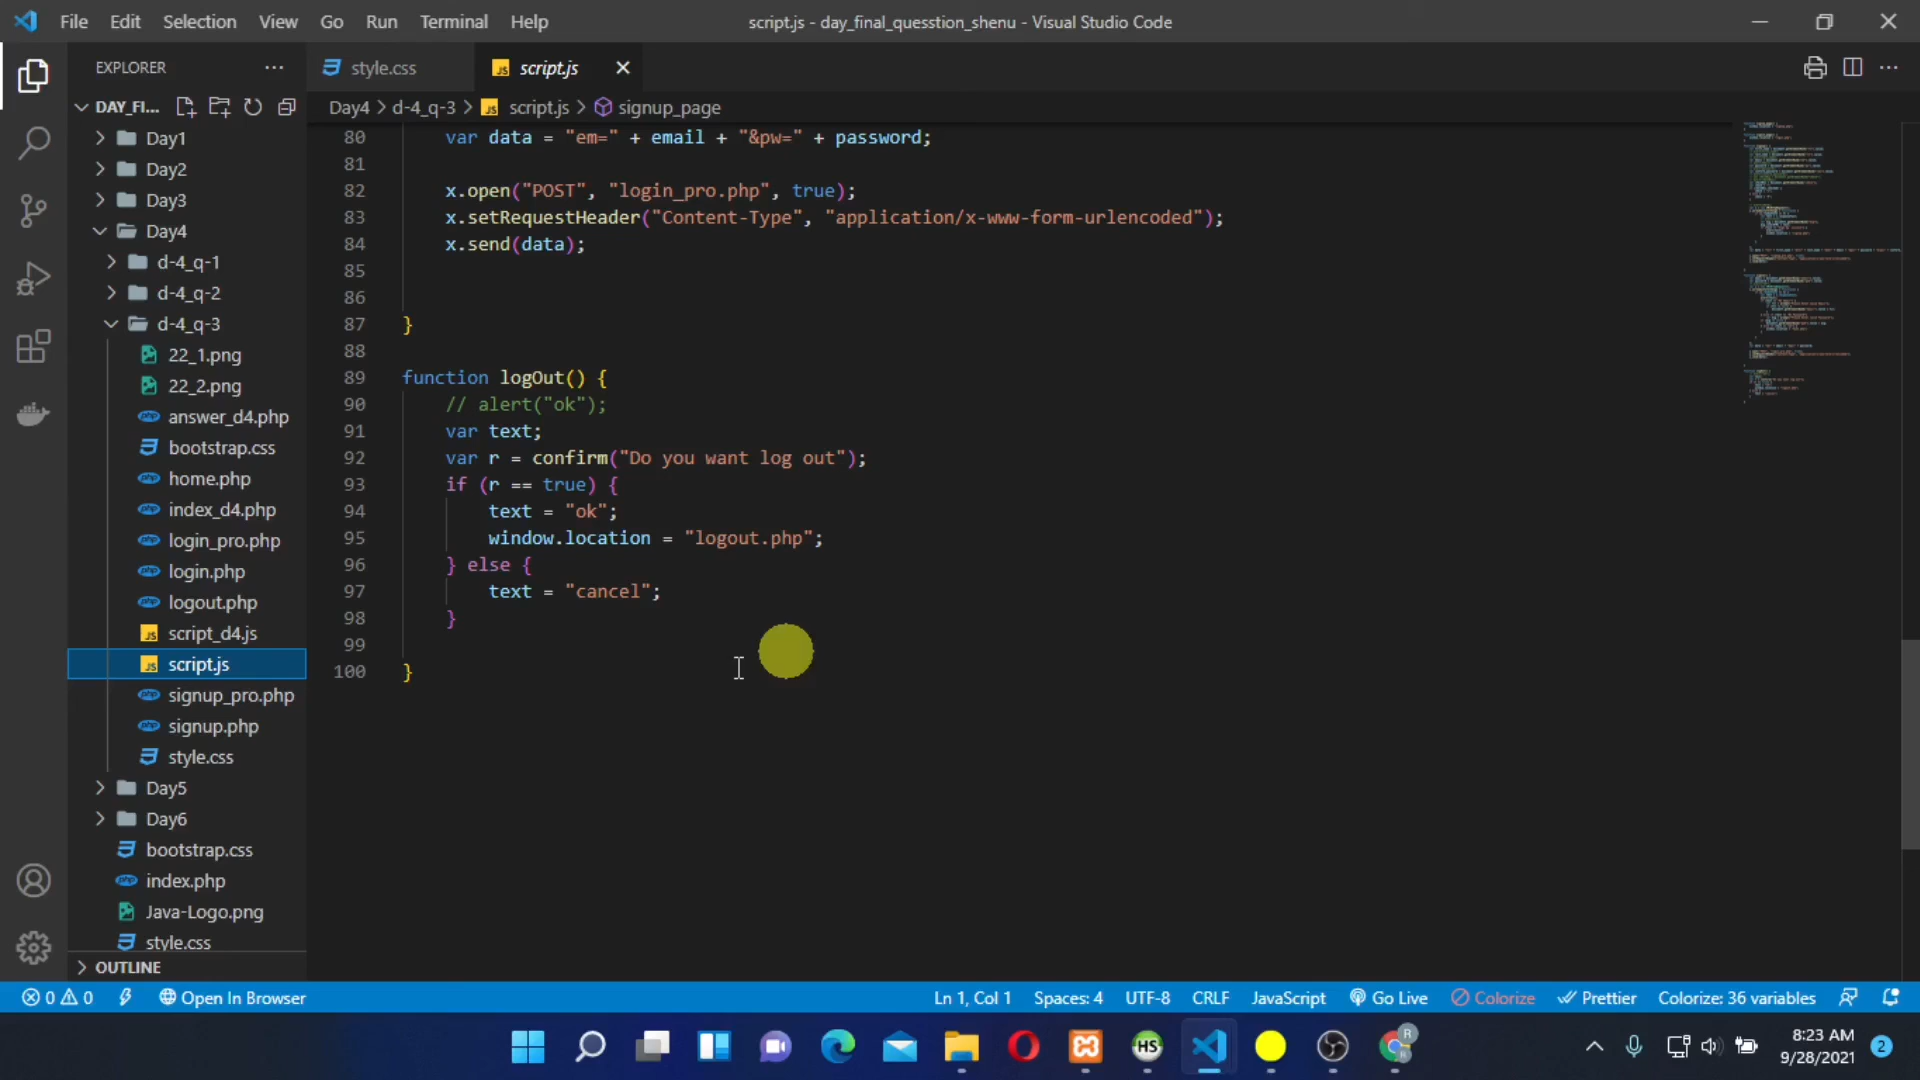 File Edit Selection View Go Run Terminal Help
script.js - day_final_quesstion_shenu - Visual Studio Code
EXPLORER
DAY_FI...
Day1
Day2
Day3
Day4
d-4_q-1
d-4_q-2
d-4_q-3
22_1.png
22_2.png
answer_d4.php
bootstrap.css
home.php
index_d4.php
login_pro.php
login.php
logout.php
script_d4.js
script.js
signup_pro.php
signup.php
style.css
Day5
Day6
bootstrap.css
index.php
Java-Logo.png
style.css
OUTLINE
style.css
script.js
Day4 > d-4_q-3 > script.js > signup_page
80 var data = "em=" + email + "&pw=" + password;
81
82 x.open("POST", "login_pro.php", true);
83 x.setRequestHeader("Content-Type", "application/x-www-form-urlencoded");
84 x.send(data);
85
86
87 }
88
89 function logOut() {
90 // alert("ok");
91 var text;
92 var r = confirm("Do you want log out");
93 if (r == true) {
94 text = "ok";
95 window.location = "logout.php";
96 } else {
97 text = "cancel";
98 }
99
100 }
0 0 Open In Browser
Ln 1, Col 1 Spaces: 4 UTF-8 CRLF JavaScript Go Live Colorize Prettier Colorize: 36 variables
HS
R
8:23 AM
9/28/2021
2